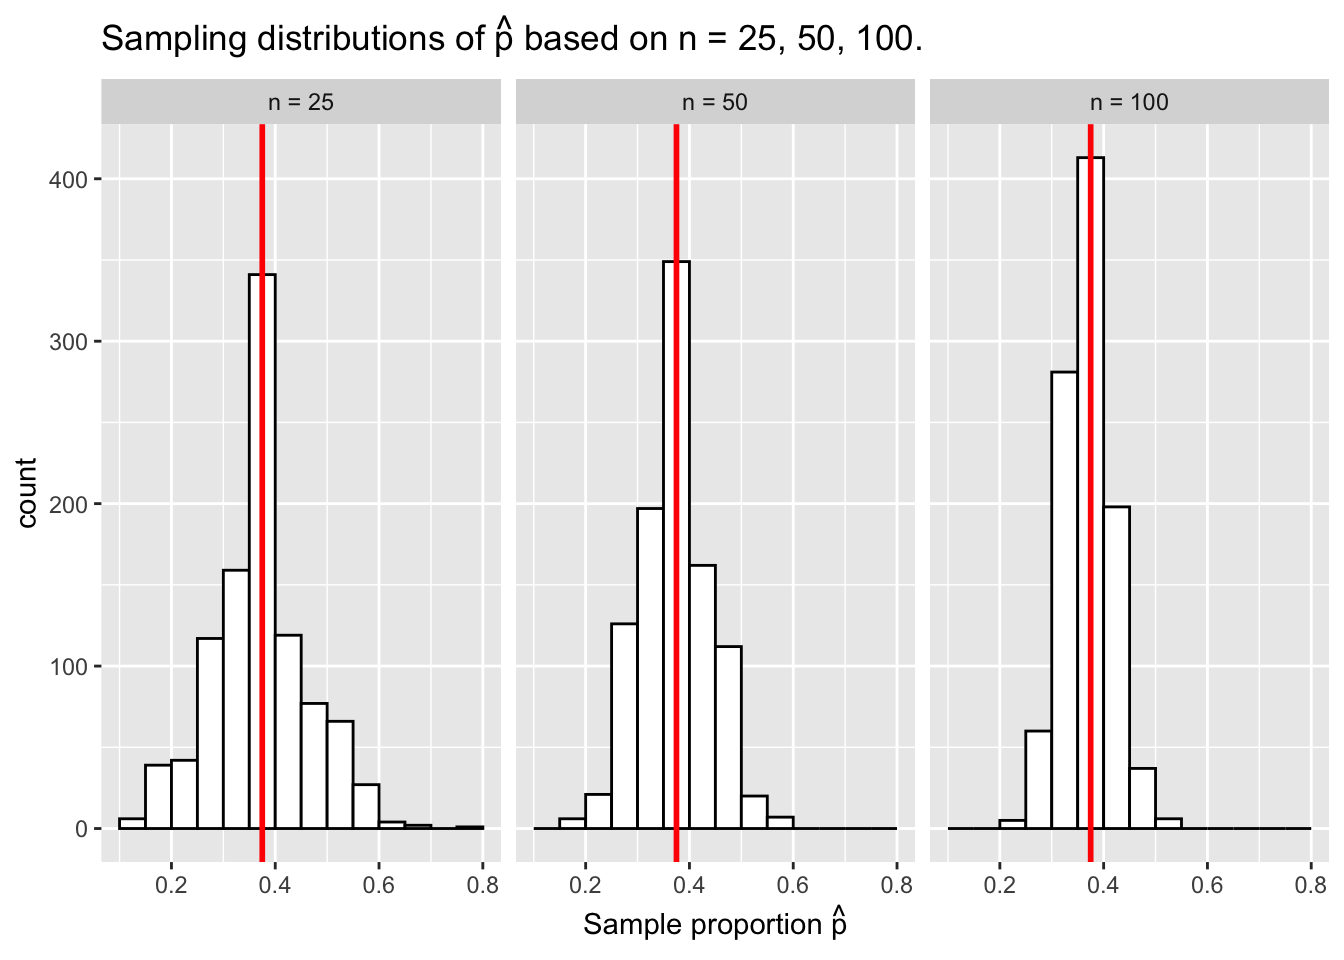 Sampling distributions of p̂ based on n = 25, 50, 100.
n = 25 n = 50 n = 100
400
300
200
100
0
count
0.2 0.4 0.6 0.8 0.2 0.4 0.6 0.8 0.2 0.4 0.6 0.8
Sample proportion p̂